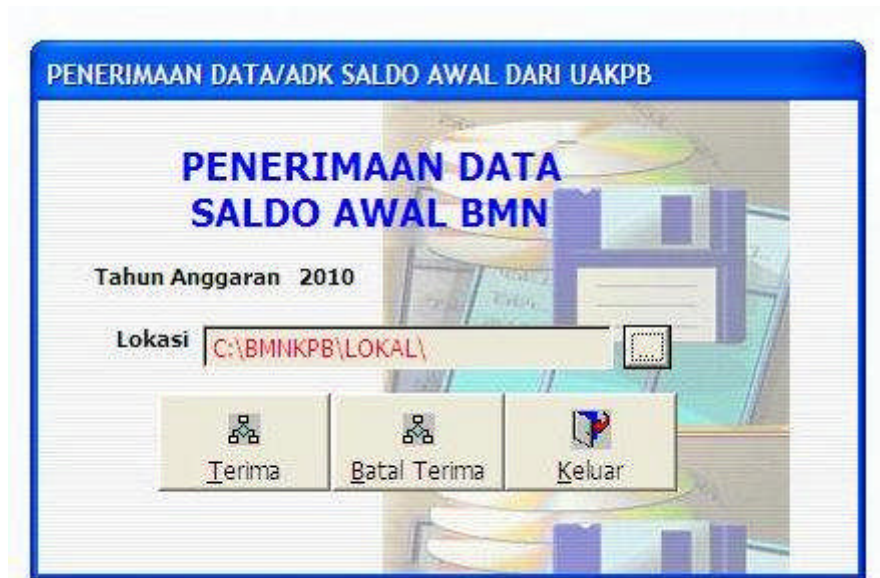 PENERIMAAN DATA/ADK SALDO AWAL DARI UAKPB
PENERIMAAN DATA
SALDO AWAL BMN
Tahun Anggaran 2010
Lokasi C:\BMNKPB\LOKAL\
Terima Batal Terima Keluar